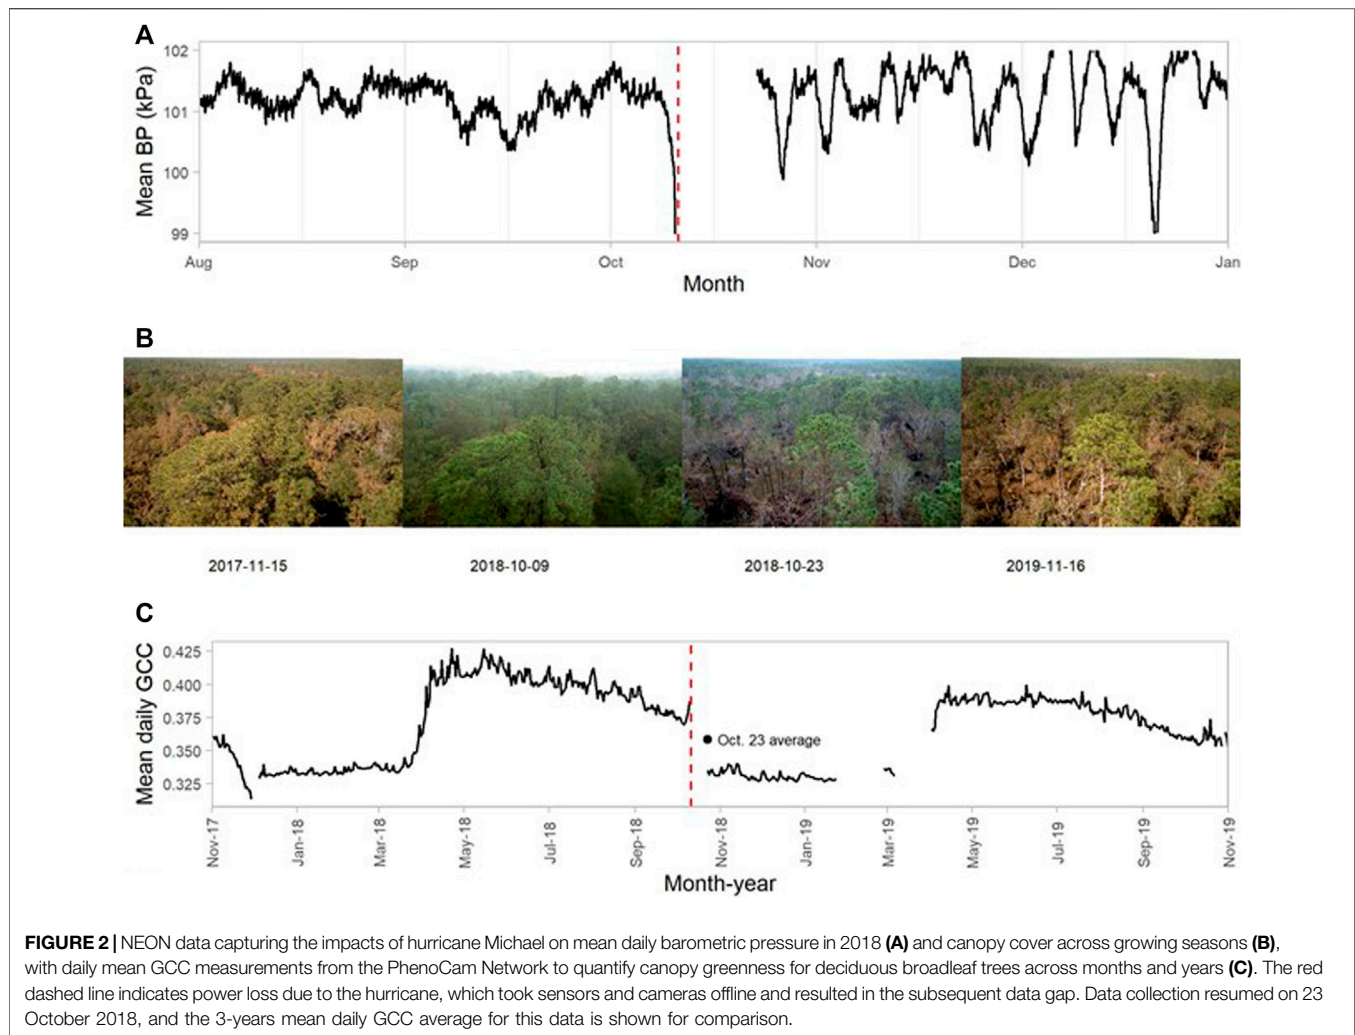 A
102
101
100
99
Mean BP (kPa)
Aug
Sep
Oct
Nov
Dec
Jan
Month
B
2017-11-15
2018-10-09
2018-10-23
2019-11-16
C
0.425
0.400
0.375
0.350
0.325
Mean daily GCC
Oct. 23 average
Nov-17
Jan-18
Mar-18
May-18
Jul-18
Sep-18
Nov-18
Jan-19
Mar-19
May-19
Jul-19
Sep-19
Nov-19
Month-year
FIGURE 2 | NEON data capturing the impacts of hurricane Michael on mean daily barometric pressure in 2018 (A) and canopy cover across growing seasons (B),
with daily mean GCC measurements from the PhenoCam Network to quantify canopy greenness for deciduous broadleaf trees across months and years (C). The red
dashed line indicates power loss due to the hurricane, which took sensors and cameras offline and resulted in the subsequent data gap. Data collection resumed on 23
October 2018, and the 3-years mean daily GCC average for this data is shown for comparison.